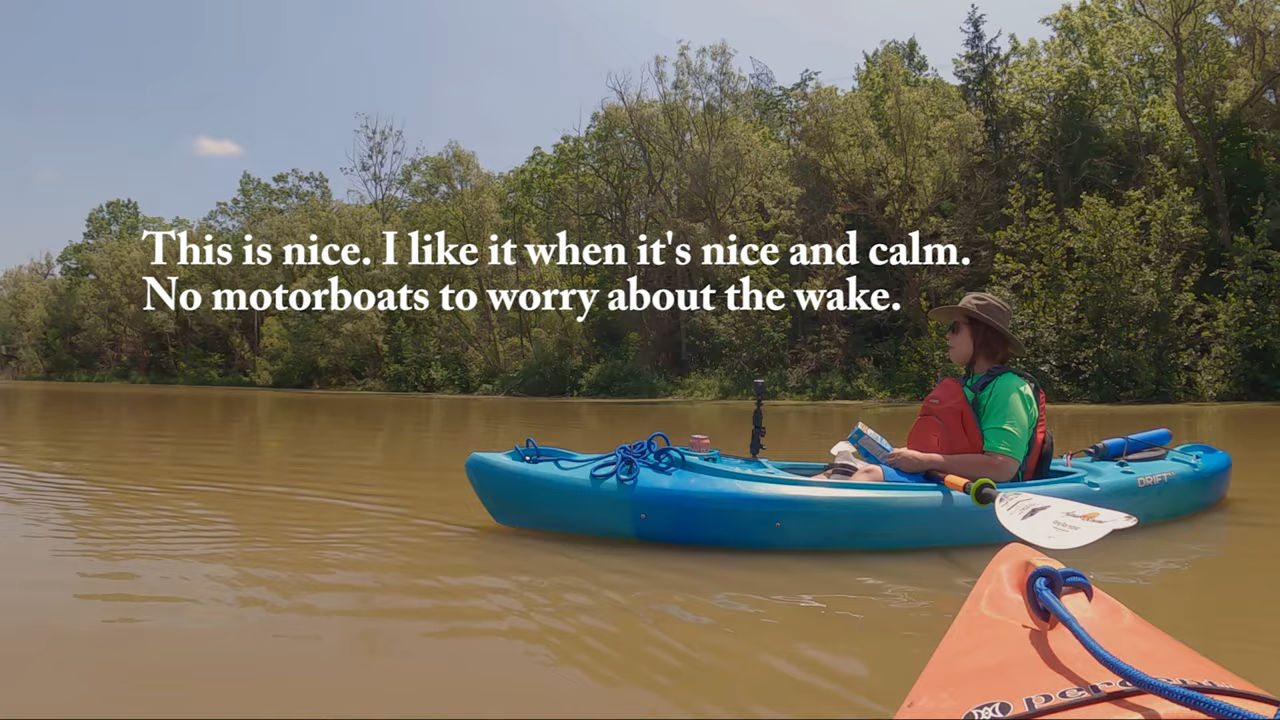 This is nice. I like it when it's nice and calm.
No motorboats to worry about the wake.
DRIFT